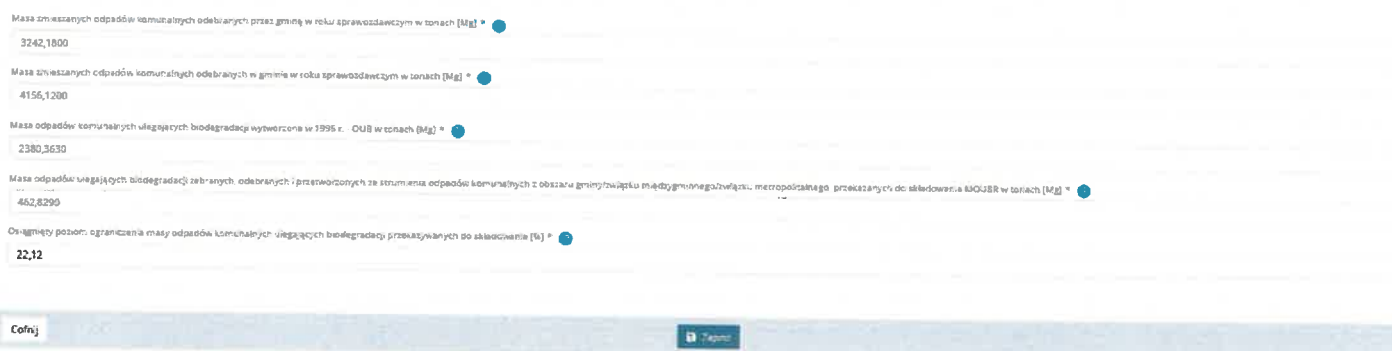 Masa zmieszanych odpadów komunalnych odebranych przez gminę w roku sprawozdawczym w tonach [Mg] *
3242,1800
Masa zmieszanych odpadów komunalnych odebranych w gminie w roku sprawozdawczym w tonach [Mg] *
4156,1200
Masa odpadów komunalnych ulegających biodegradacji wytworzona w 1995 r. - OUB w tonach [Mg] *
2380,3630
Masa odpadów ulegających biodegradacji zebranych, odebranych i przetworzonych ze strumienia odpadów komunalnych z obszaru gminy/związku międzygminnego/związku metropolitalnego, przekazanych do składowania MOUBR w tonach [Mg] *
462,8290
Osiągnięty poziom ograniczenia masy odpadów komunalnych ulegających biodegradacji przekazywanych do składowania [%] *
22,12
Cofnij
Zapisz